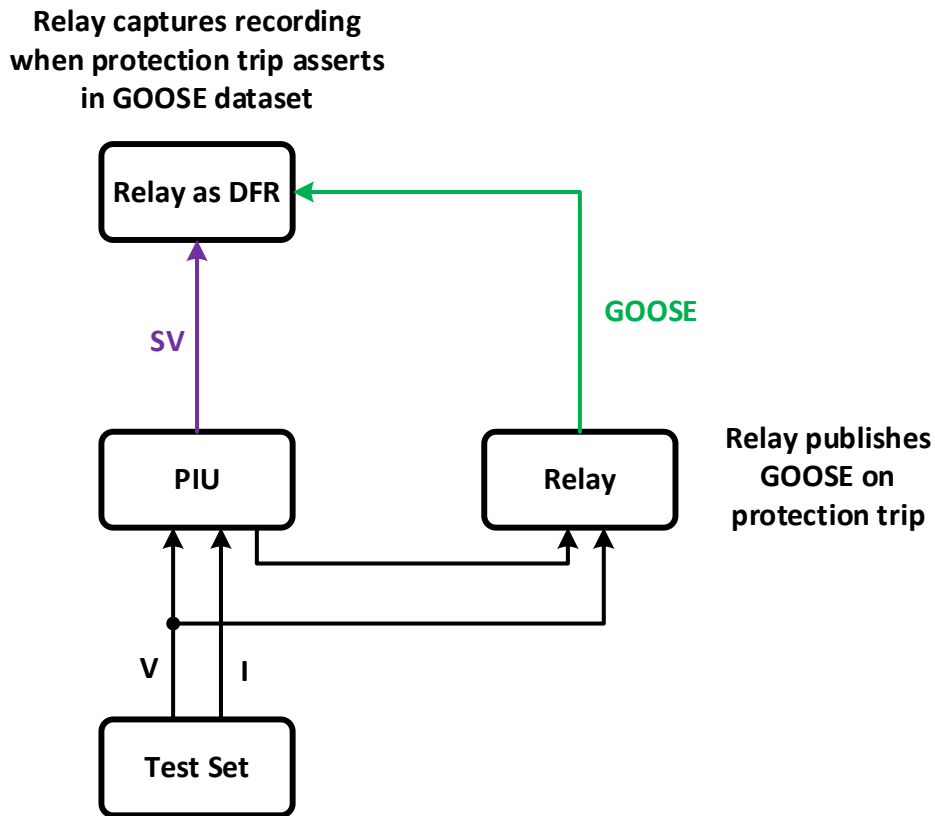 Relay captures recording
when protection trip asserts
in GOOSE dataset
Relay as DFR
GOOSE
SV
PIU
Relay
Relay publishes
GOOSE on
protection trip
V
I
Test Set